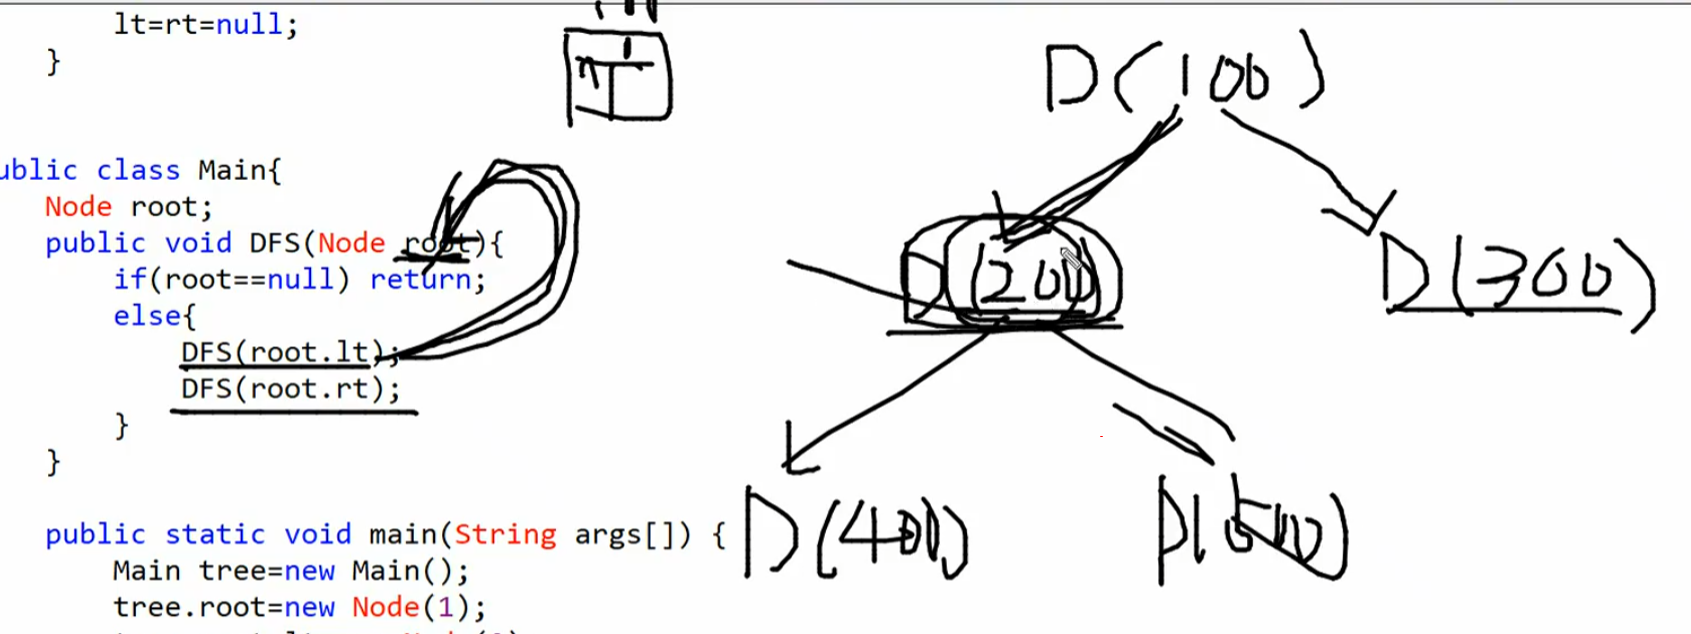 lt=rt=null;
}
D(100)
ublic class Main{
Node root;
public void DFS(Node root){
if(root==null) return;
else{
DFS(root.lt);
DFS(root.rt);
}
}
D(200)
D(300)
D(400)
D(500)
public static void main(String args[]) {
Main tree=new Main();
tree.root=new Node(1);